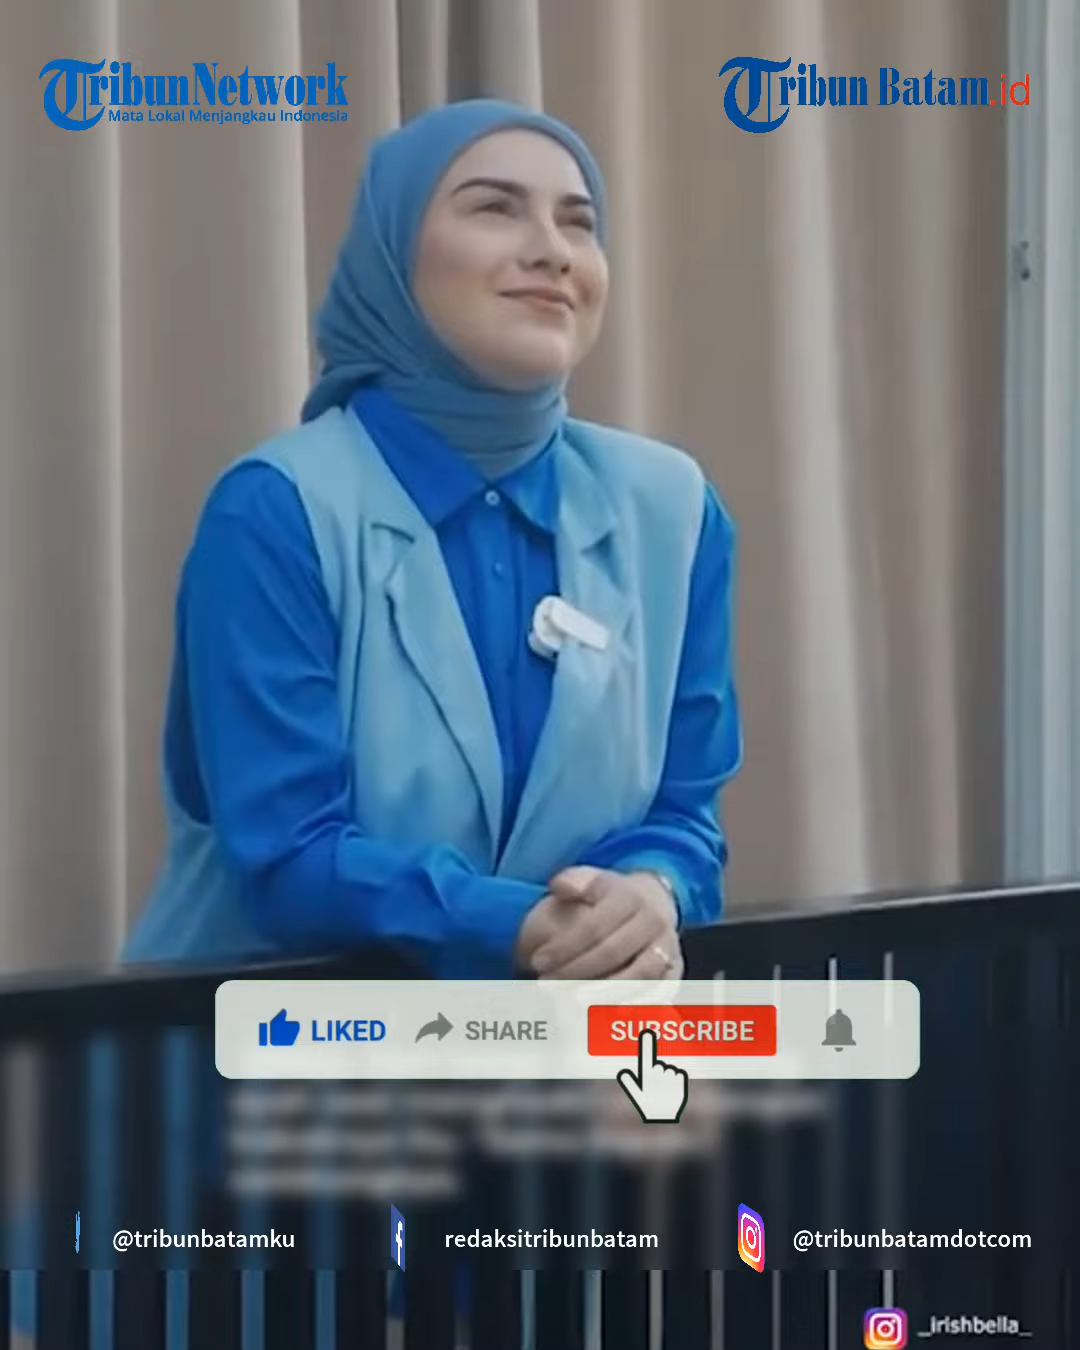 TribunNetwork
Mata Lokal Menjangkau Indonesia
Tribun Batam.id
LIKED SHARE SUBSCRIBE
@tribunbatamku redaksitribunbatam @tribunbatamdotcom
_irishbella_